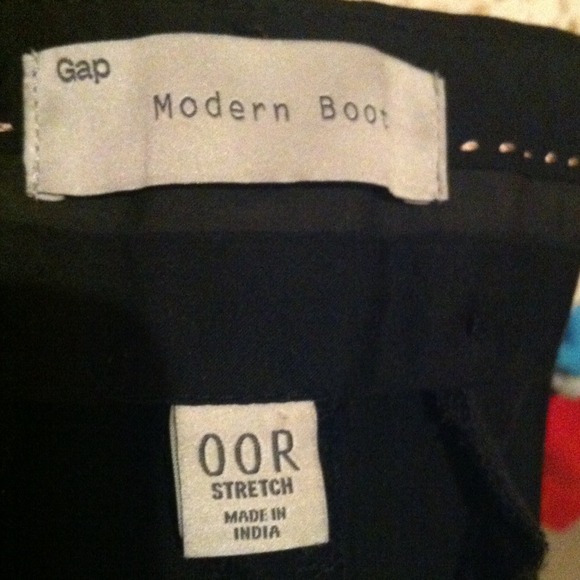 Gap
Modern Boot
00R
STRETCH
MADE IN
INDIA